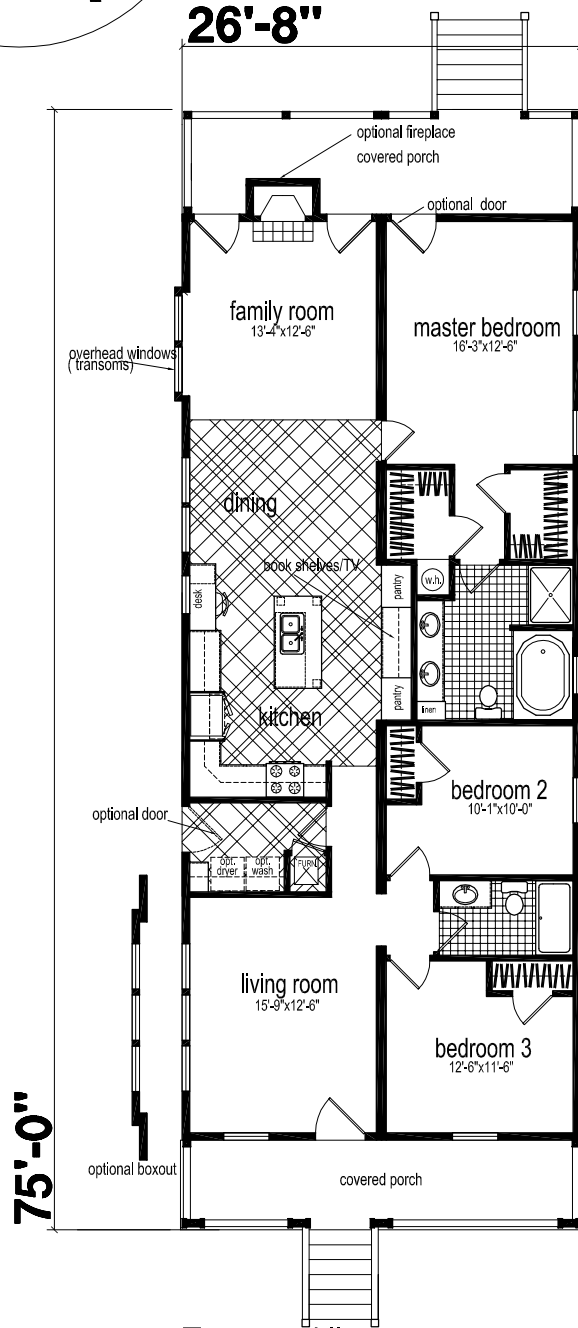 26'-8"
optional fireplace
covered porch
optional door
family room
13'-4"x12'-6"
master bedroom
16'-3"x12'-6"
overhead windows
( transoms)
dining
book shelves/TV
pantry
w.h.
desk
linen
pantry
kitchen
bedroom 2
10'-1"x10'-0"
optional door
opt.
dryer
opt.
wash
FURN
living room
15'-9"x12'-6"
bedroom 3
12'-6"x11'-6"
75'-0"
optional boxout
covered porch